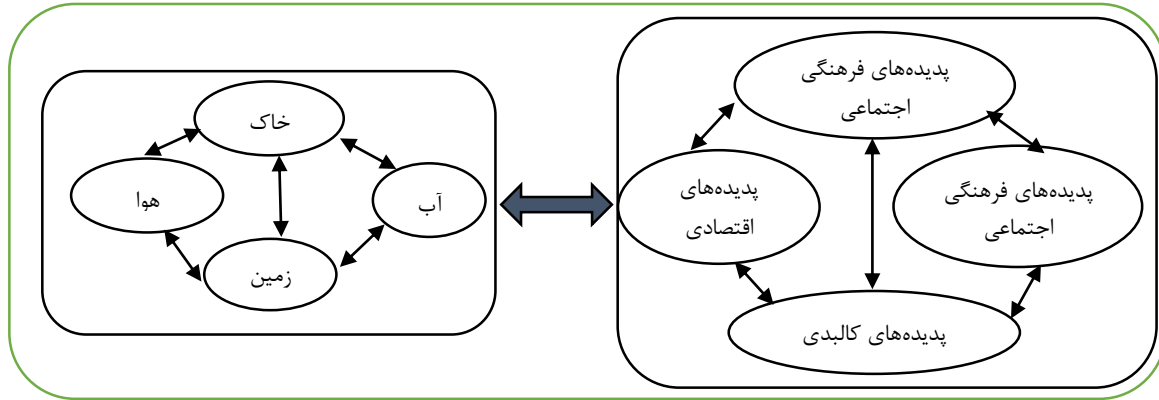 پدیده‌های فرهنگی
اجتماعی
پدیده‌های فرهنگی
اجتماعی
پدیده‌های
اقتصادی
پدیده‌های کالبدی
خاک
آب
هوا
زمین